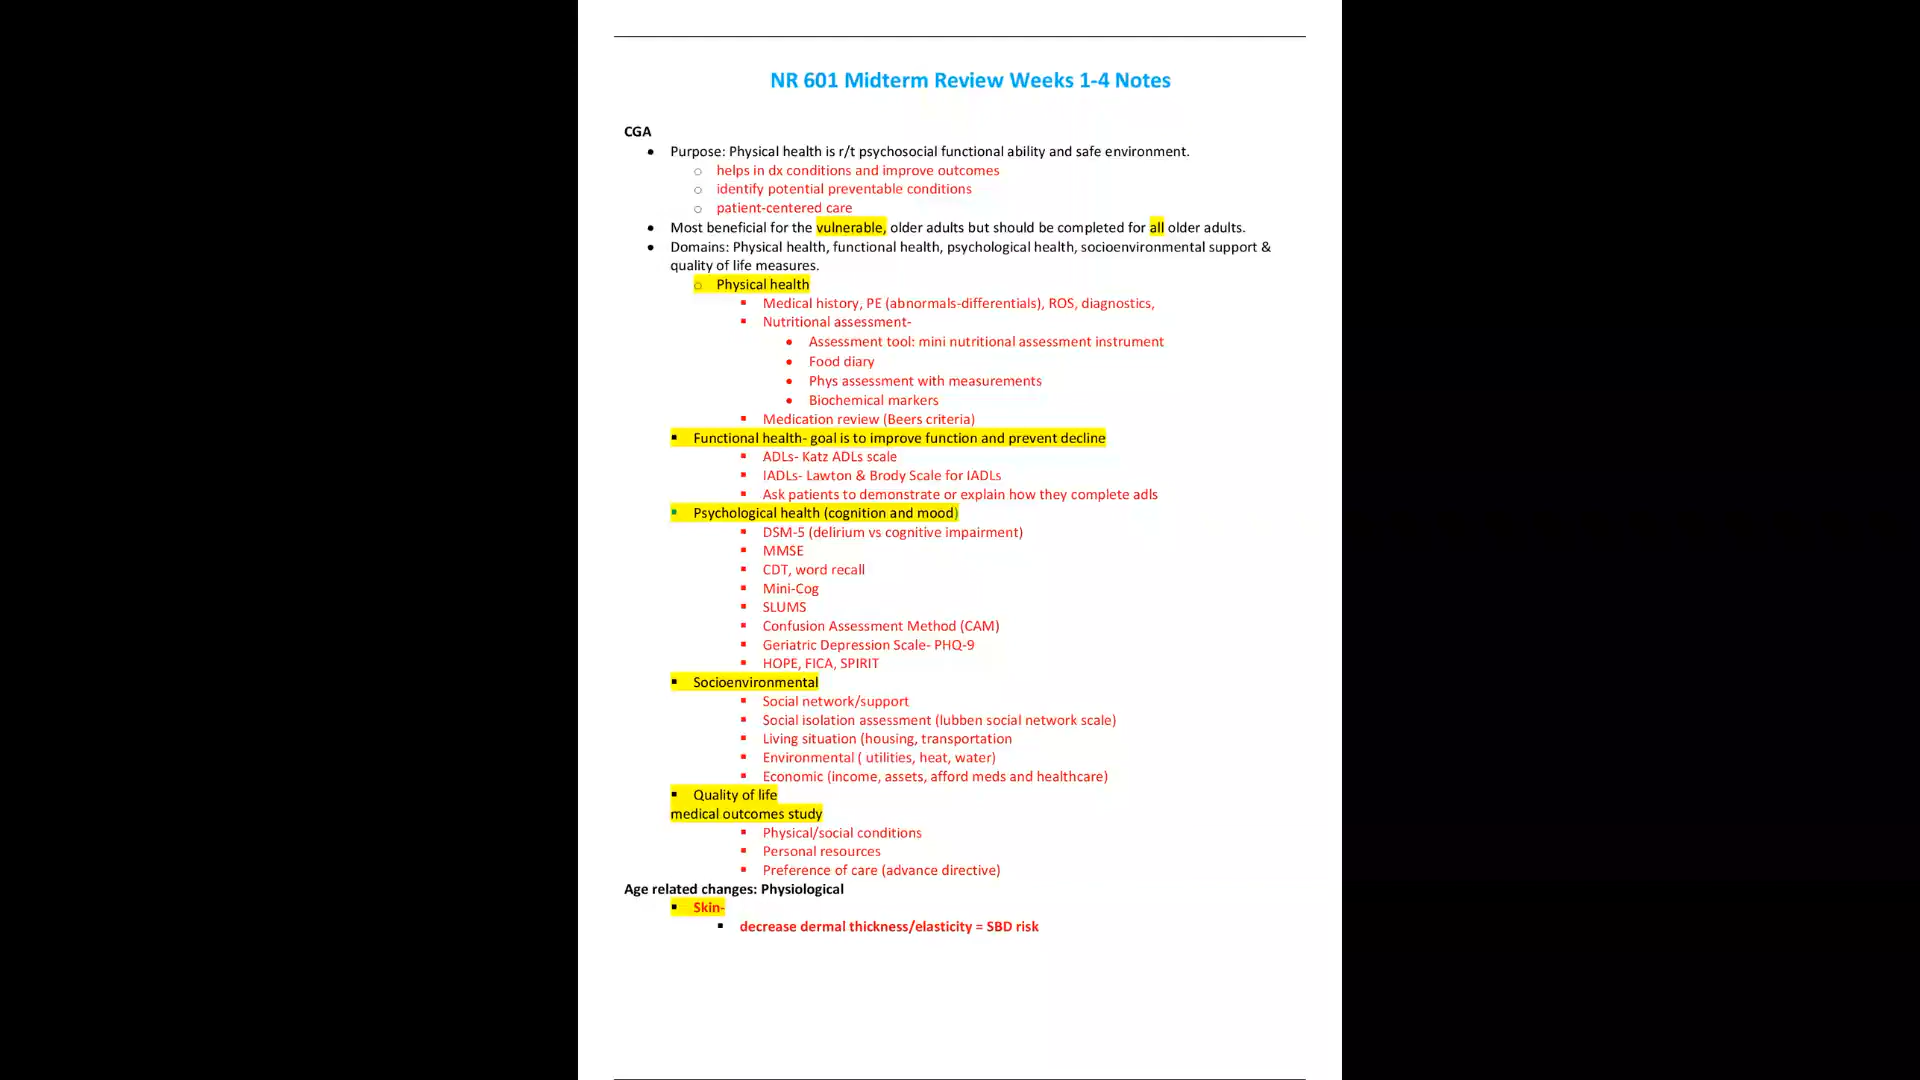 NR 601 Midterm Review Weeks 1-4 Notes
CGA
• Purpose: Physical health is r/t psychosocial functional ability and safe environment.
o helps in dx conditions and improve outcomes
o identify potential preventable conditions
o patient-centered care
• Most beneficial for the vulnerable, older adults but should be completed for all older adults.
• Domains: Physical health, functional health, psychological health, socioenvironmental support &
quality of life measures.
o Physical health
▪ Medical history, PE (abnormals-differentials), ROS, diagnostics,
▪ Nutritional assessment-
• Assessment tool: mini nutritional assessment instrument
• Food diary
• Phys assessment with measurements
• Biochemical markers
▪ Medication review (Beers criteria)
▪ Functional health- goal is to improve function and prevent decline
▪ ADLs- Katz ADLs scale
▪ IADLs- Lawton & Brody Scale for IADLs
▪ Ask patients to demonstrate or explain how they complete adls
▪ Psychological health (cognition and mood)
▪ DSM-5 (delirium vs cognitive impairment)
▪ MMSE
▪ CDT, word recall
▪ Mini-Cog
▪ SLUMS
▪ Confusion Assessment Method (CAM)
▪ Geriatric Depression Scale- PHQ-9
▪ HOPE, FICA, SPIRIT
▪ Socioenvironmental
▪ Social network/support
▪ Social isolation assessment (lubben social network scale)
▪ Living situation (housing, transportation
▪ Environmental ( utilities, heat, water)
▪ Economic (income, assets, afford meds and healthcare)
▪ Quality of life
medical outcomes study
▪ Physical/social conditions
▪ Personal resources
▪ Preference of care (advance directive)
Age related changes: Physiological
▪ Skin-
▪ decrease dermal thickness/elasticity = SBD risk